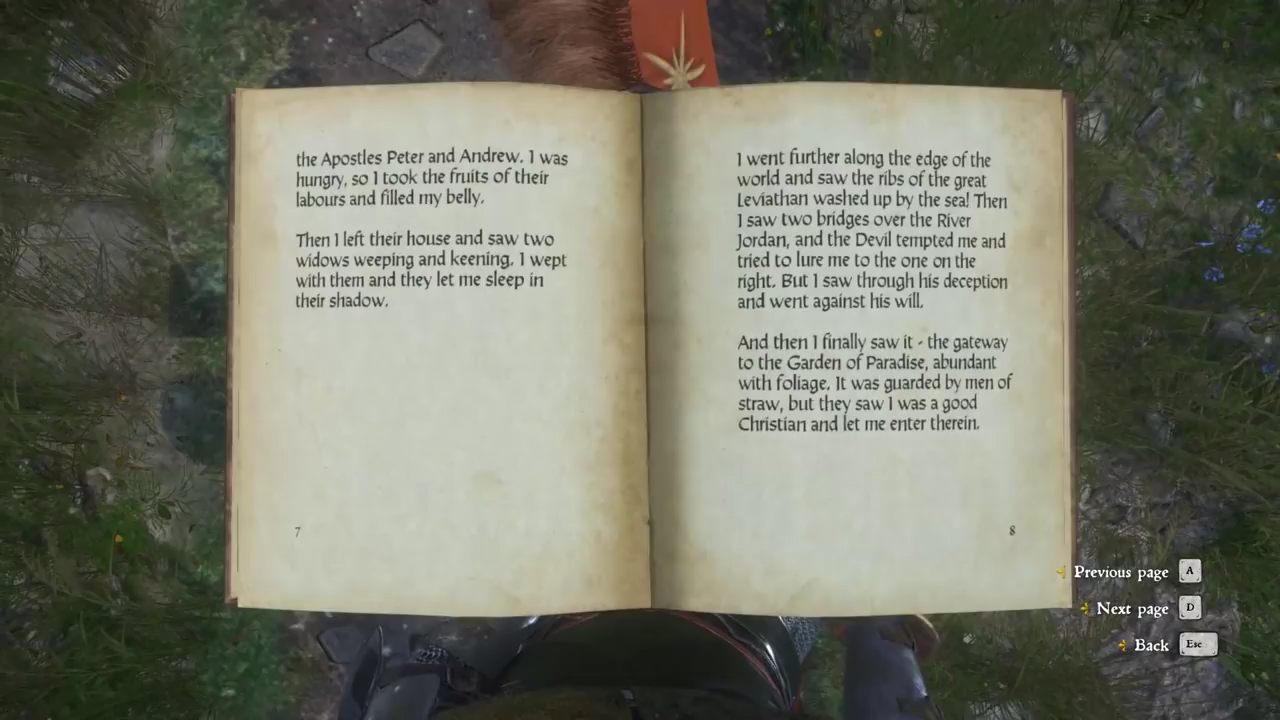 the Apostles Peter and Andrew. I was
hungry, so I took the fruits of their
labours and filled my belly.
Then I left their house and saw two
widows weeping and keening. I wept
with them and they let me sleep in
their shadow.
7
I went further along the edge of the
world and saw the ribs of the great
Leviathan washed up by the sea! Then
I saw two bridges over the River
Jordan, and the Devil tempted me and
tried to lure me to the one on the
right. But I saw through his deception
and went against his will.
And then I finally saw it - the gateway
to the Garden of Paradise, abundant
with foliage. It was guarded by men of
straw, but they saw I was a good
Christian and let me enter therein.
8
Previous page A
Next page D
Back Esc